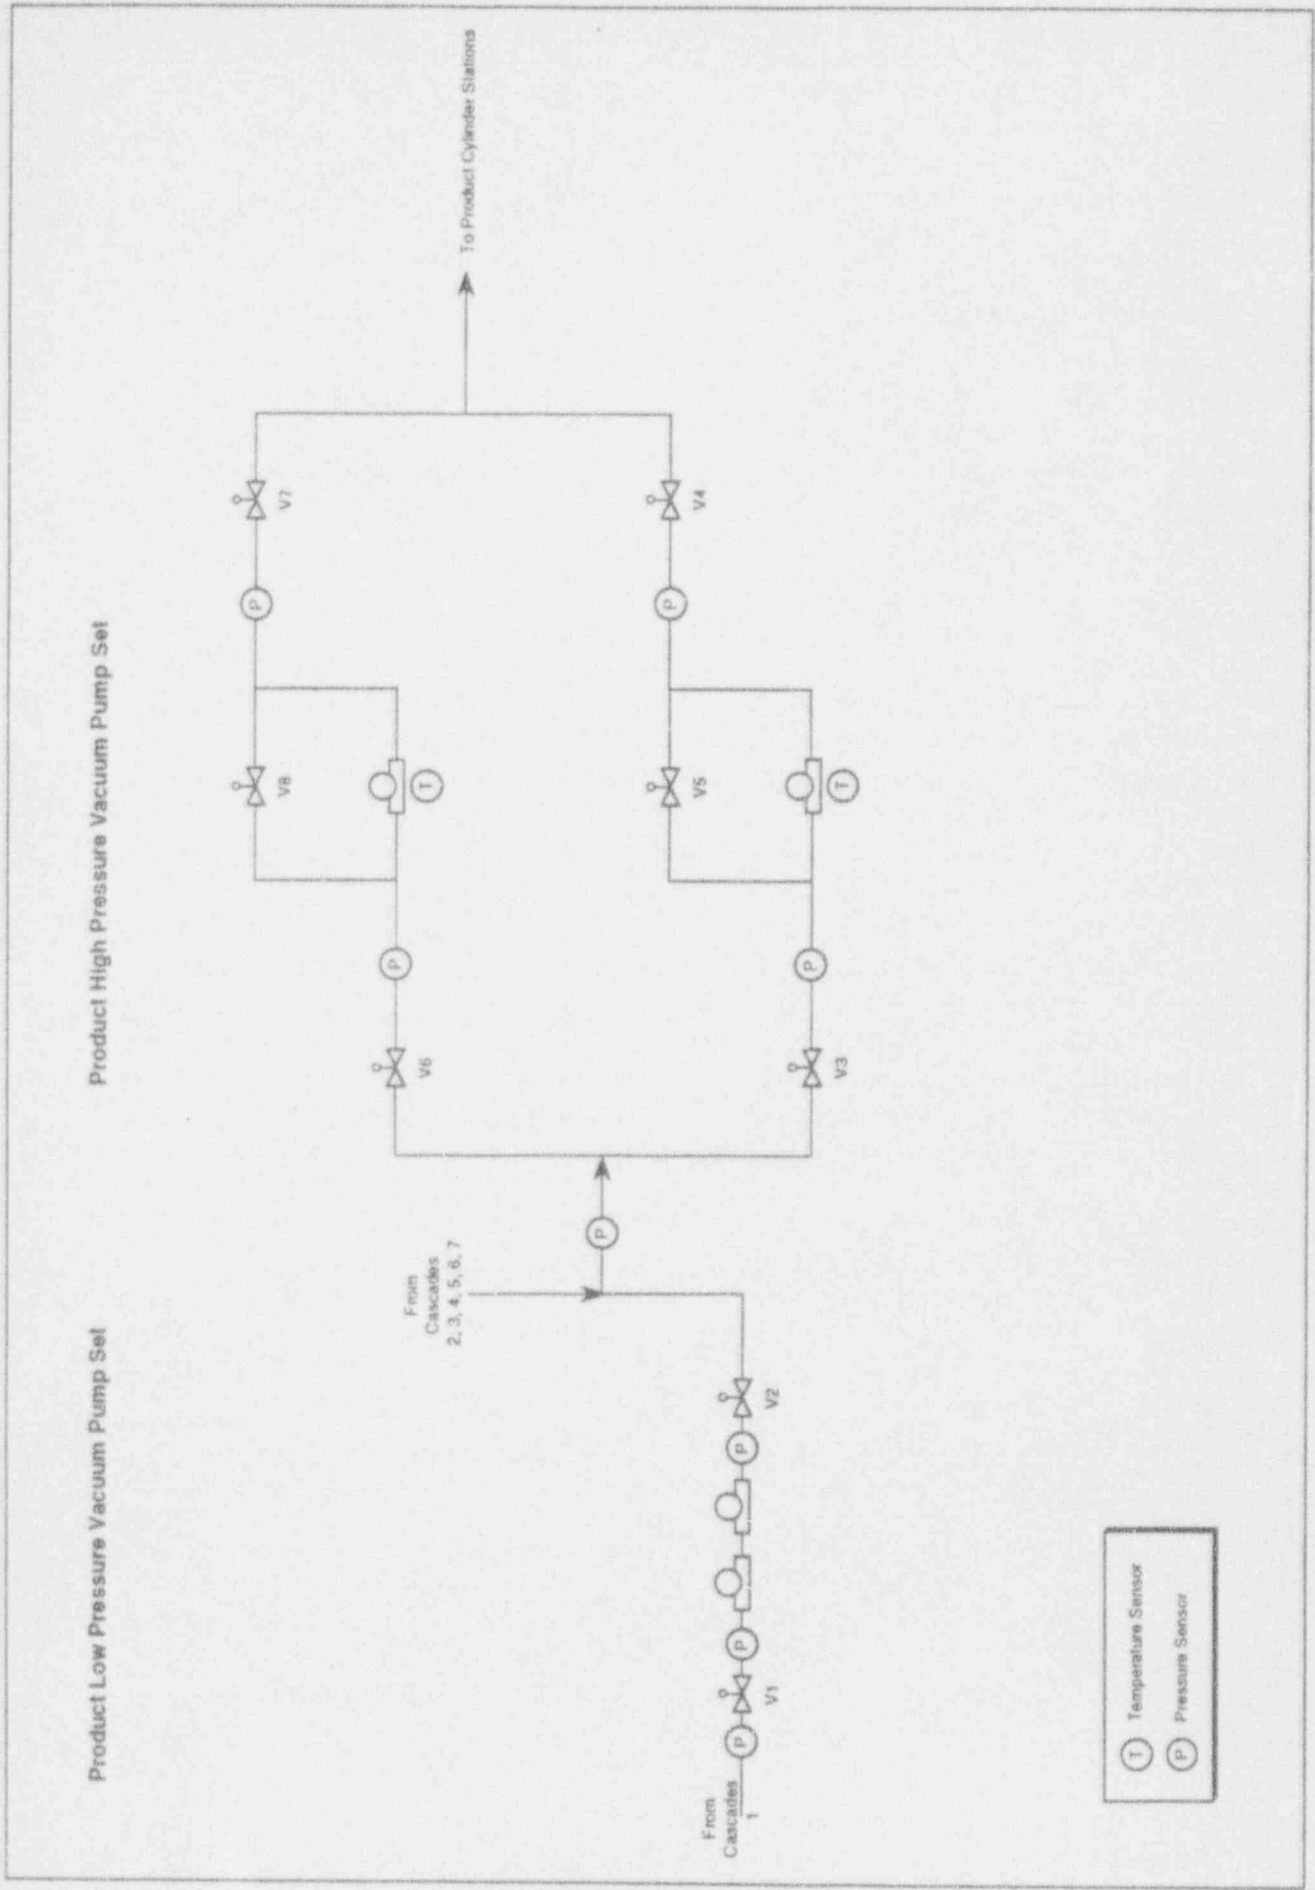 Product Low Pressure Vacuum Pump Set
Product High Pressure Vacuum Pump Set
From
Cascades
1
P
V1
P
P
V2
From
Cascades
2, 3, 4, 5, 6, 7
P
V6
P
V8
T
P
V7
V3
P
V5
T
P
V4
To Product Cylinder Stations
T Temperature Sensor
P Pressure Sensor